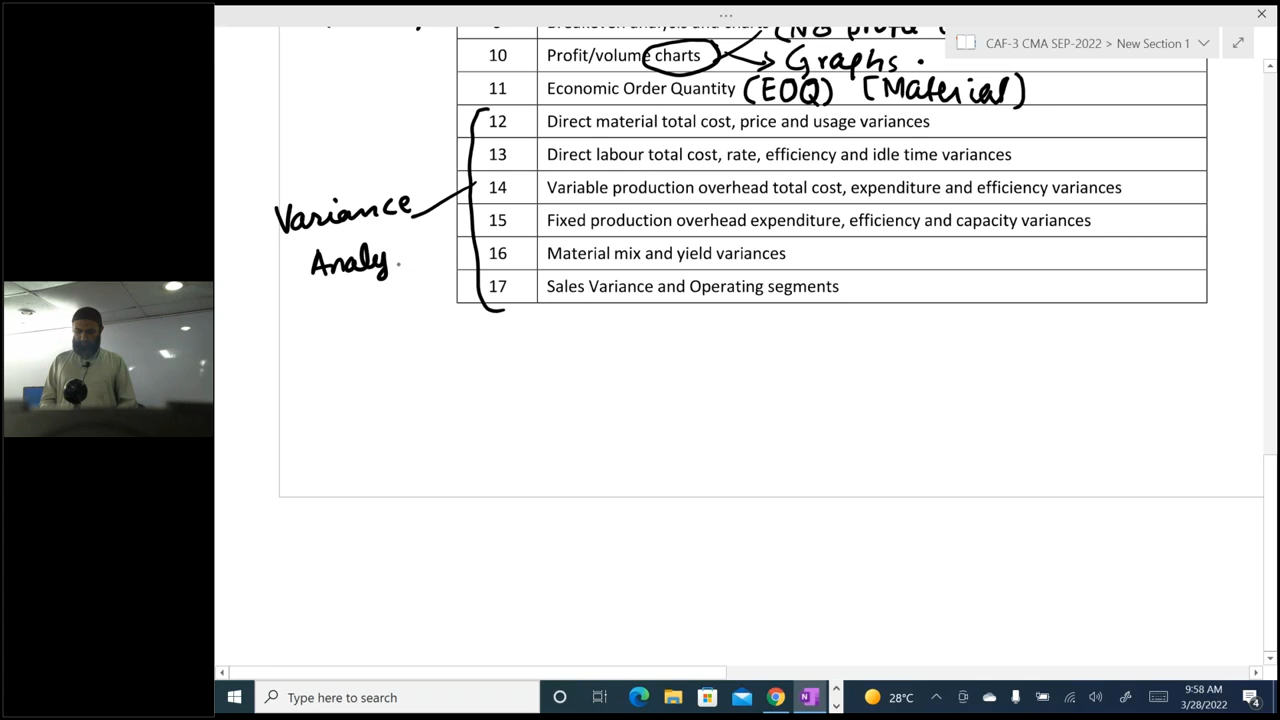 CAF-3 CMA SEP-2022 > New Section 1
10 Profit/volume charts → Graphs .
11 Economic Order Quantity (EOQ) [Material]
12 Direct material total cost, price and usage variances
13 Direct labour total cost, rate, efficiency and idle time variances
14 Variable production overhead total cost, expenditure and efficiency variances
15 Fixed production overhead expenditure, efficiency and capacity variances
16 Material mix and yield variances
17 Sales Variance and Operating segments
Variance
Analy
Type here to search
28°C
9:58 AM
3/28/2022
4